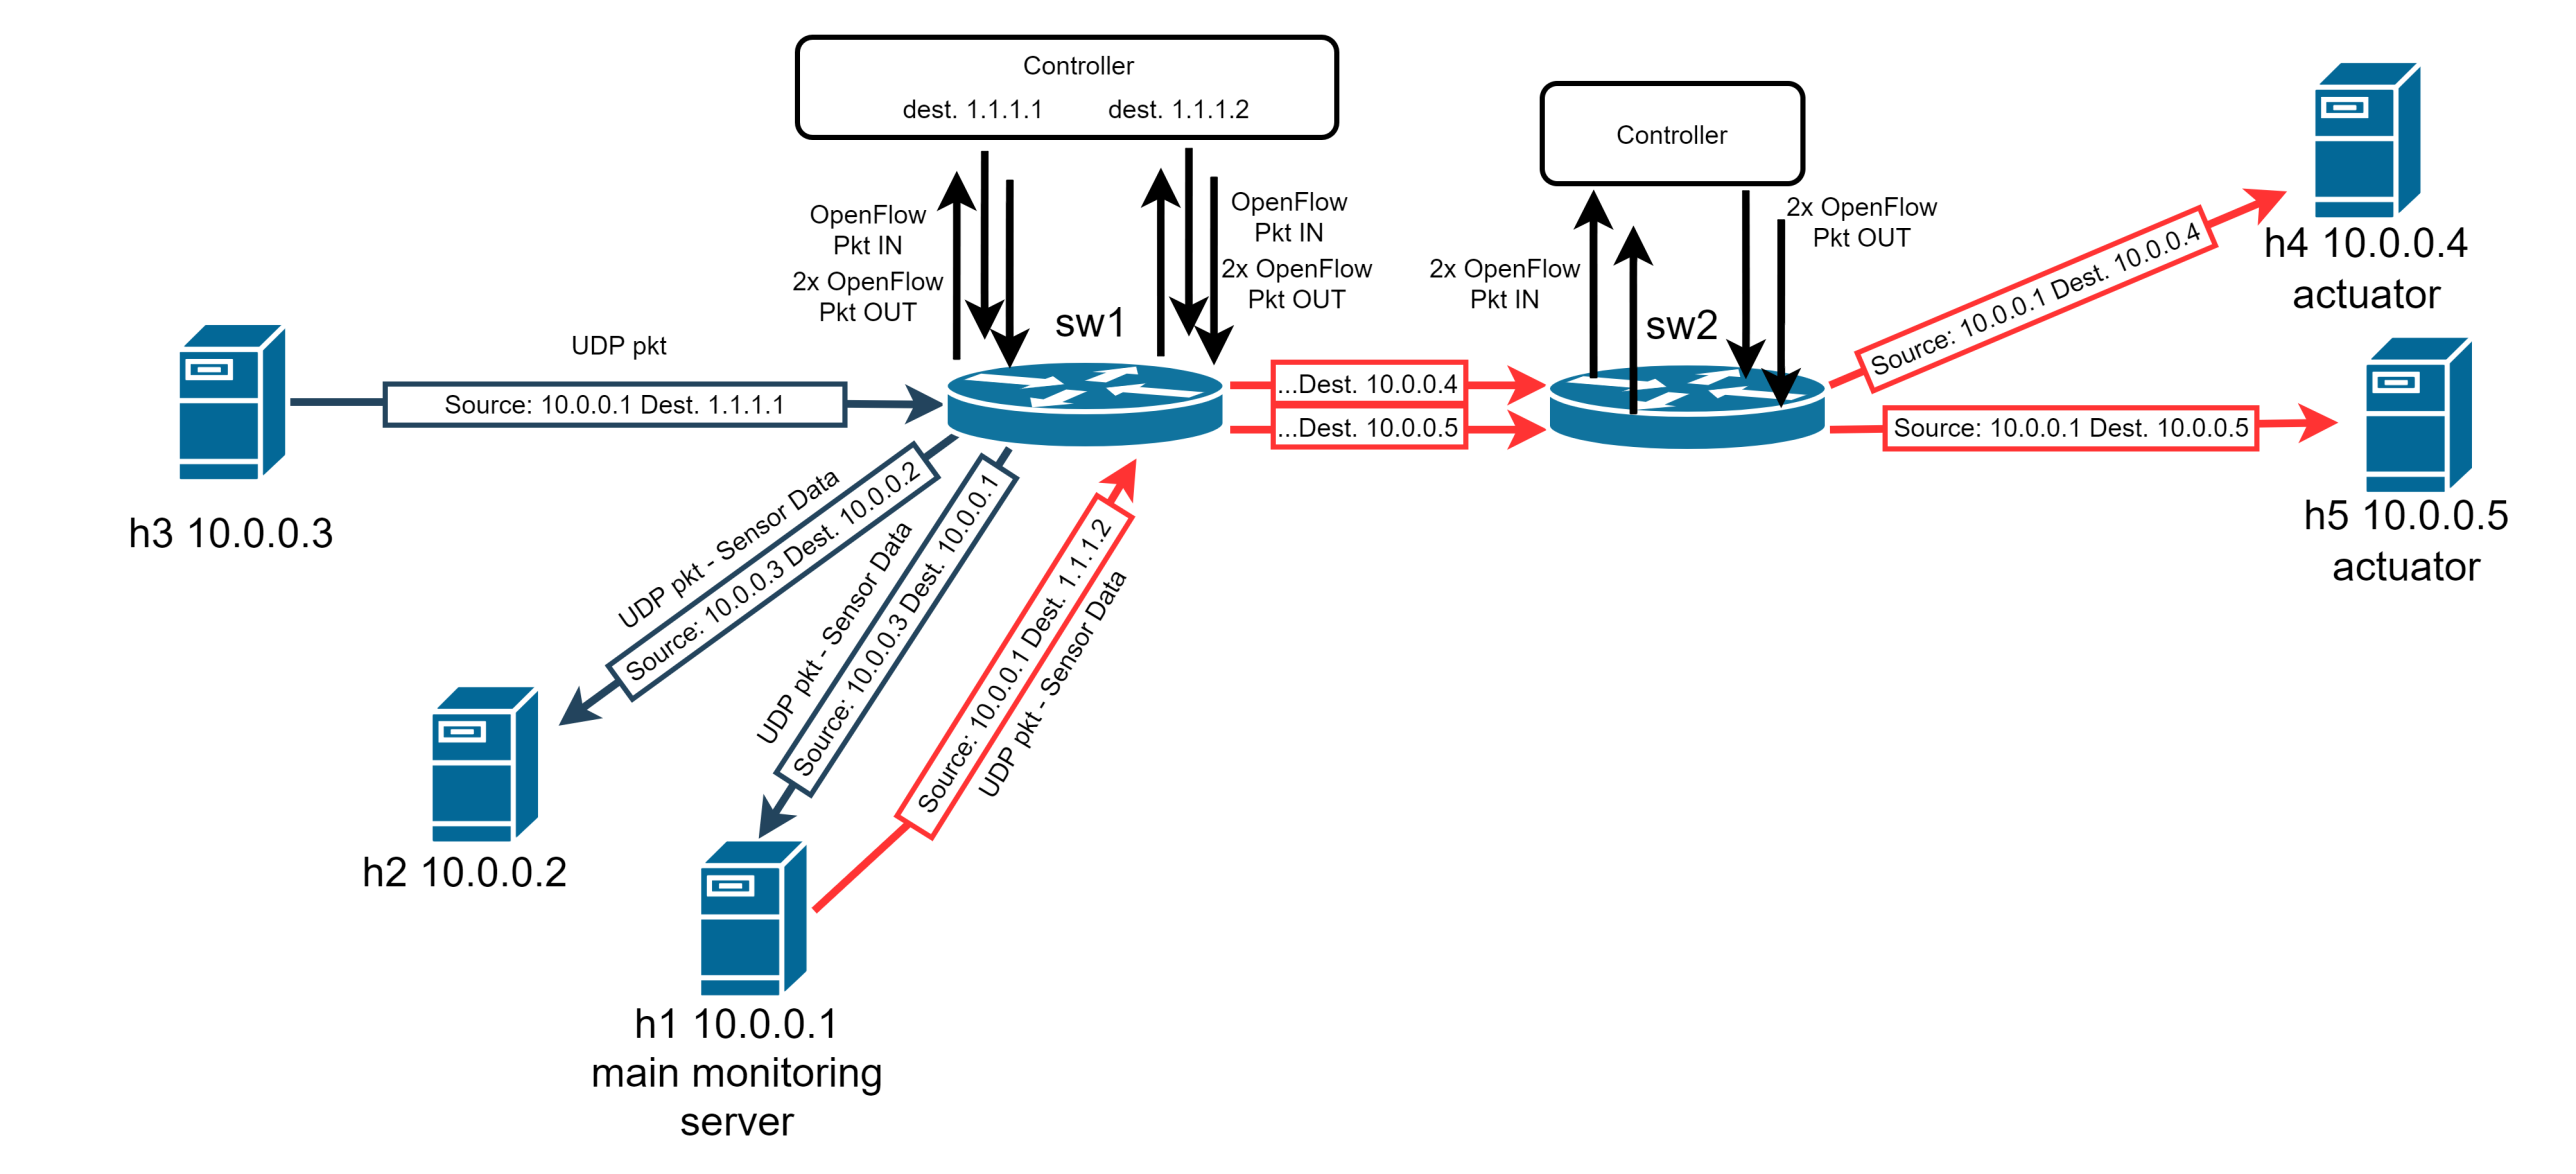 Controller
dest. 1.1.1.1
dest. 1.1.1.2
Controller
OpenFlow
Pkt IN
2x OpenFlow
Pkt OUT
OpenFlow
Pkt IN
2x OpenFlow
Pkt OUT
2x OpenFlow
Pkt IN
2x OpenFlow
Pkt OUT
sw1
sw2
h4 10.0.0.4
actuator
Source: 10.0.0.1 Dest. 10.0.0.4
UDP pkt
Source: 10.0.0.1 Dest. 1.1.1.1
...Dest. 10.0.0.4
...Dest. 10.0.0.5
Source: 10.0.0.1 Dest. 10.0.0.5
h5 10.0.0.5
actuator
h3 10.0.0.3
UDP pkt - Sensor Data
Source: 10.0.0.3 Dest. 10.0.0.2
UDP pkt - Sensor Data
Source: 10.0.0.3 Dest. 10.0.0.1
Source: 10.0.0.1 Dest. 1.1.1.2
UDP pkt - Sensor Data
h2 10.0.0.2
h1 10.0.0.1
main monitoring
server